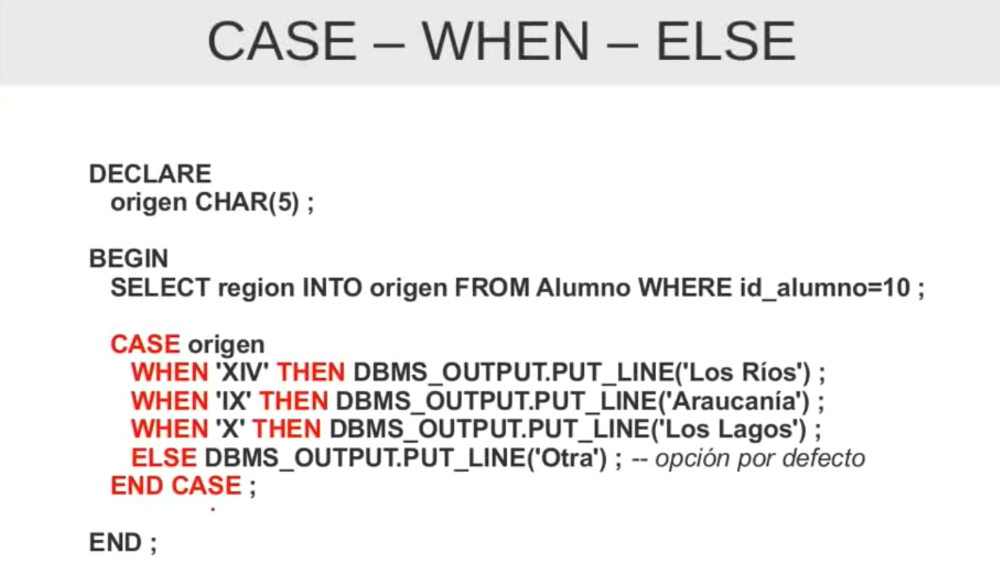 CASE – WHEN – ELSE
DECLARE
origen CHAR(5) ;
BEGIN
SELECT region INTO origen FROM Alumno WHERE id_alumno=10 ;
CASE origen
WHEN 'XIV' THEN DBMS_OUTPUT.PUT_LINE('Los Ríos') ;
WHEN 'IX' THEN DBMS_OUTPUT.PUT_LINE('Araucanía') ;
WHEN 'X' THEN DBMS_OUTPUT.PUT_LINE('Los Lagos') ;
ELSE DBMS_OUTPUT.PUT_LINE('Otra') ; -- opción por defecto
END CASE ;
END ;